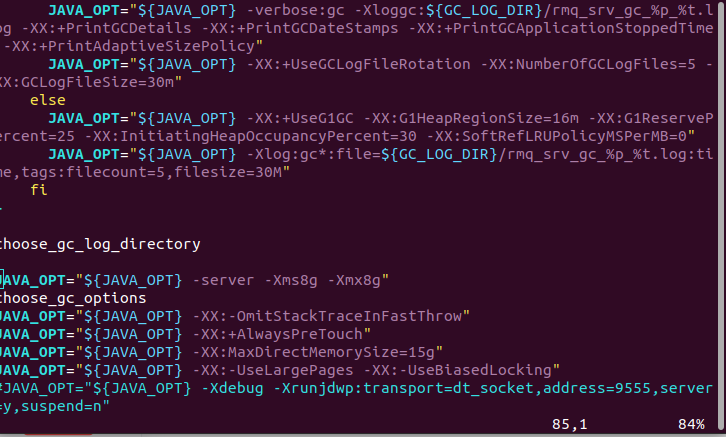 JAVA_OPT="${JAVA_OPT} -verbose:gc -Xloggc:${GC_LOG_DIR}/rmq_srv_gc_%p_%t.l
og -XX:+PrintGCDetails -XX:+PrintGCDateStamps -XX:+PrintGCApplicationStoppedTime
-XX:+PrintAdaptiveSizePolicy"
JAVA_OPT="${JAVA_OPT} -XX:+UseGCLogFileRotation -XX:NumberOfGCLogFiles=5 -
XX:GCLogFileSize=30m"
else
JAVA_OPT="${JAVA_OPT} -XX:+UseG1GC -XX:G1HeapRegionSize=16m -XX:G1ReserveP
ercent=25 -XX:InitiatingHeapOccupancyPercent=30 -XX:SoftRefLRUPolicyMSPerMB=0"
JAVA_OPT="${JAVA_OPT} -Xlog:gc*:file=${GC_LOG_DIR}/rmq_srv_gc_%p_%t.log:ti
me,tags:filecount=5,filesize=30M"
fi
}
choose_gc_log_directory
JAVA_OPT="${JAVA_OPT} -server -Xms8g -Xmx8g"
choose_gc_options
JAVA_OPT="${JAVA_OPT} -XX:-OmitStackTraceInFastThrow"
JAVA_OPT="${JAVA_OPT} -XX:+AlwaysPreTouch"
JAVA_OPT="${JAVA_OPT} -XX:MaxDirectMemorySize=15g"
JAVA_OPT="${JAVA_OPT} -XX:-UseLargePages -XX:-UseBiasedLocking"
#JAVA_OPT="${JAVA_OPT} -Xdebug -Xrunjdwp:transport=dt_socket,address=9555,server
=y,suspend=n"
85,1 84%